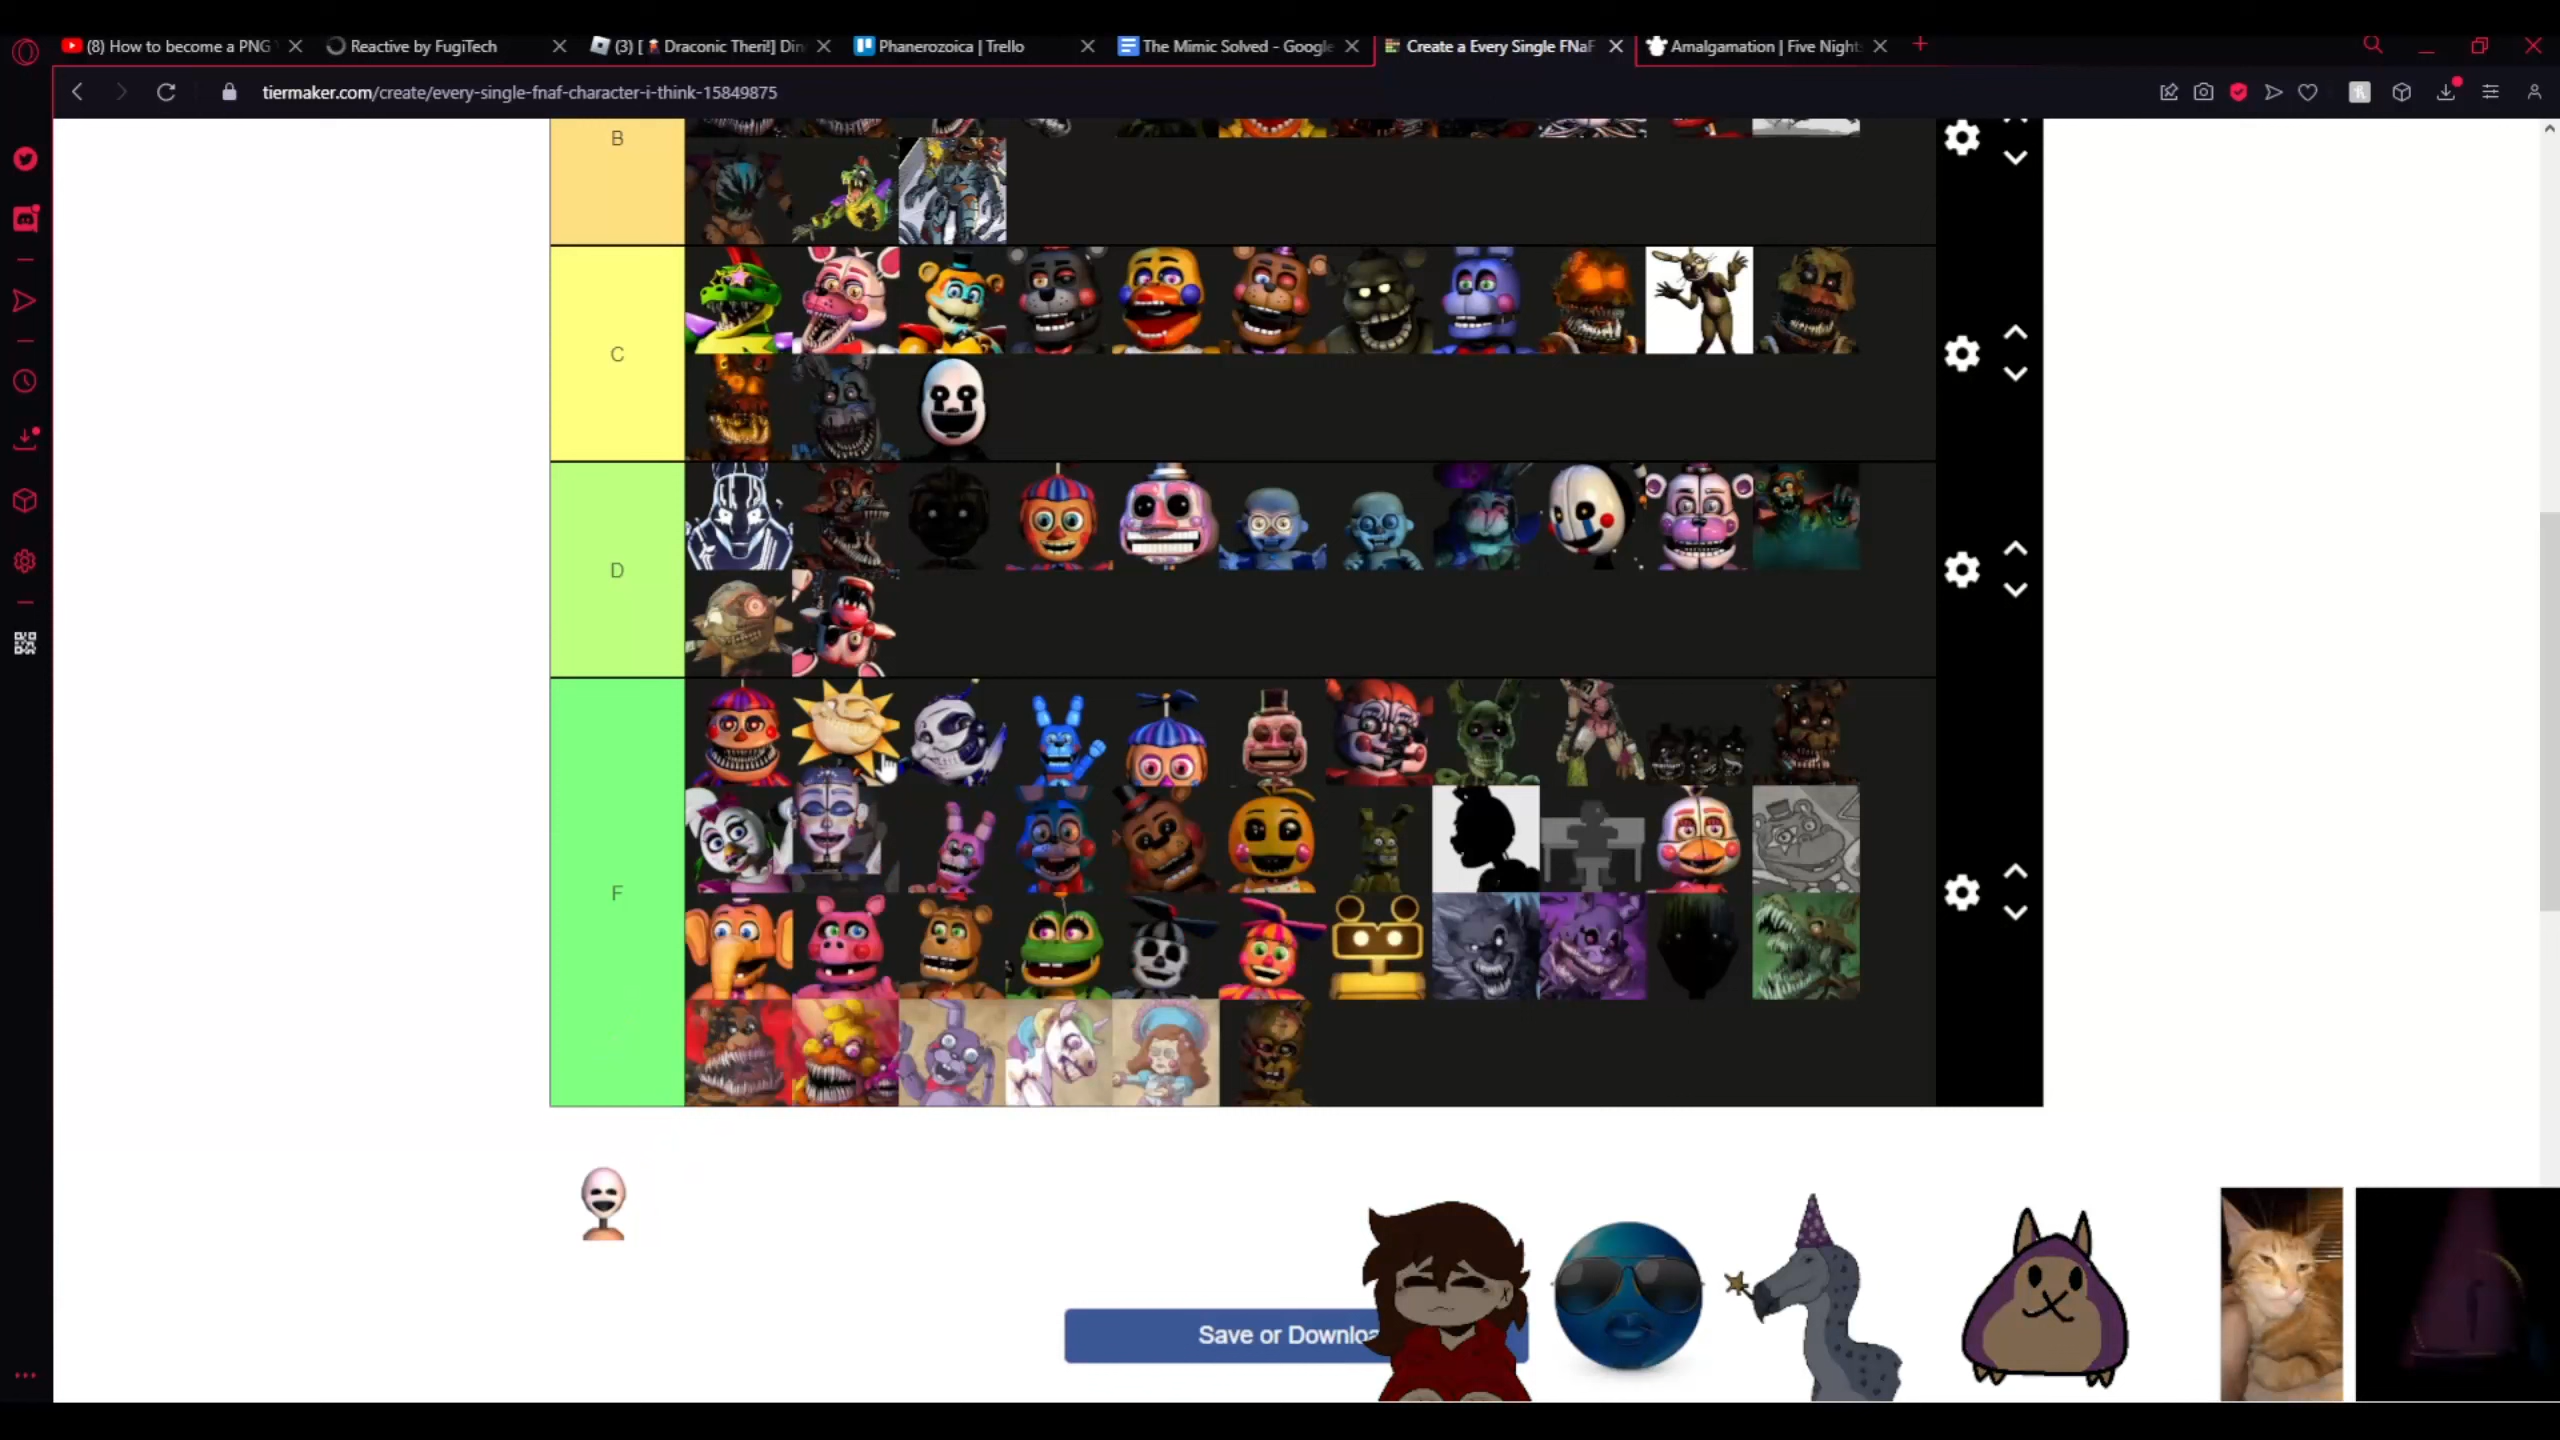 (8) How to become a PNG
Reactive by FugiTech
(3) [ Draconic Theri!] Din
Phanerozoica | Trello
The Mimic Solved - Google
Create a Every Single FNaF
Amalgamation | Five Night
tiermaker.com/create/every-single-fnaf-character-i-think-15849875
B
C
D
F
Save or Downloa